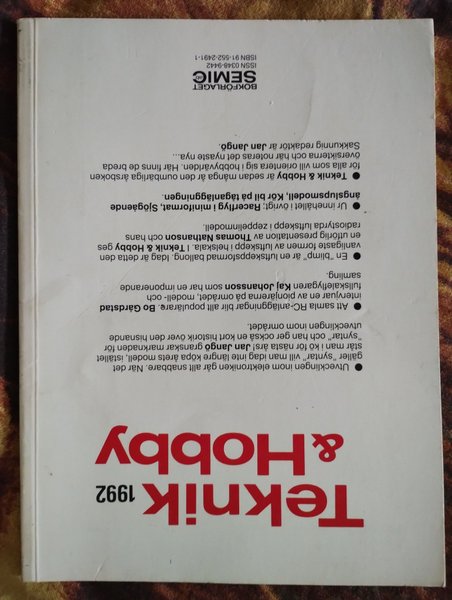 Teknik 1992
& Hobby
● Utvecklingen inom elektroniken går allt snabbare. När det
gäller "syntar" vill man idag inte längre köpa årets modell, istället
står man i kö för nästa års! Jan Jangö granskar marknaden för
"syntar" och han ger också en kort historik över den hisnande
utvecklingen inom området.
● Att samla RC-anläggningar blir allt populärare. Bo Gårdstad
intervjuar en av pionjärerna på området, modell- och
fullskaleflygaren Kaj Johansson som har en imponerande
samling.
● En "blimp" är en luftskeppsformad ballong. Idag är detta den
vanligaste formen av luftskepp i helskala. I Teknik & Hobby ges
en utförlig presentation av Thomas Nathanson och hans
radiostyrda luftskepp i zeppelinmodell.
● Ur innehållet i övrigt; Racerflyg i miniformat, Sjögående
ångslupsmodell, Kör bil på tåganläggningen.
● Teknik & Hobby är sedan många år den oumbärliga årsboken
för alla som vill orientera sig i hobbyvärlden. Här finns de breda
översikterna och här noteras det nyaste nya...
Sakkunnig redaktör är Jan Jangö.
BOKFÖRLAGET
SEMIC
ISSN 0348-9442
ISBN 91-552-2491-1